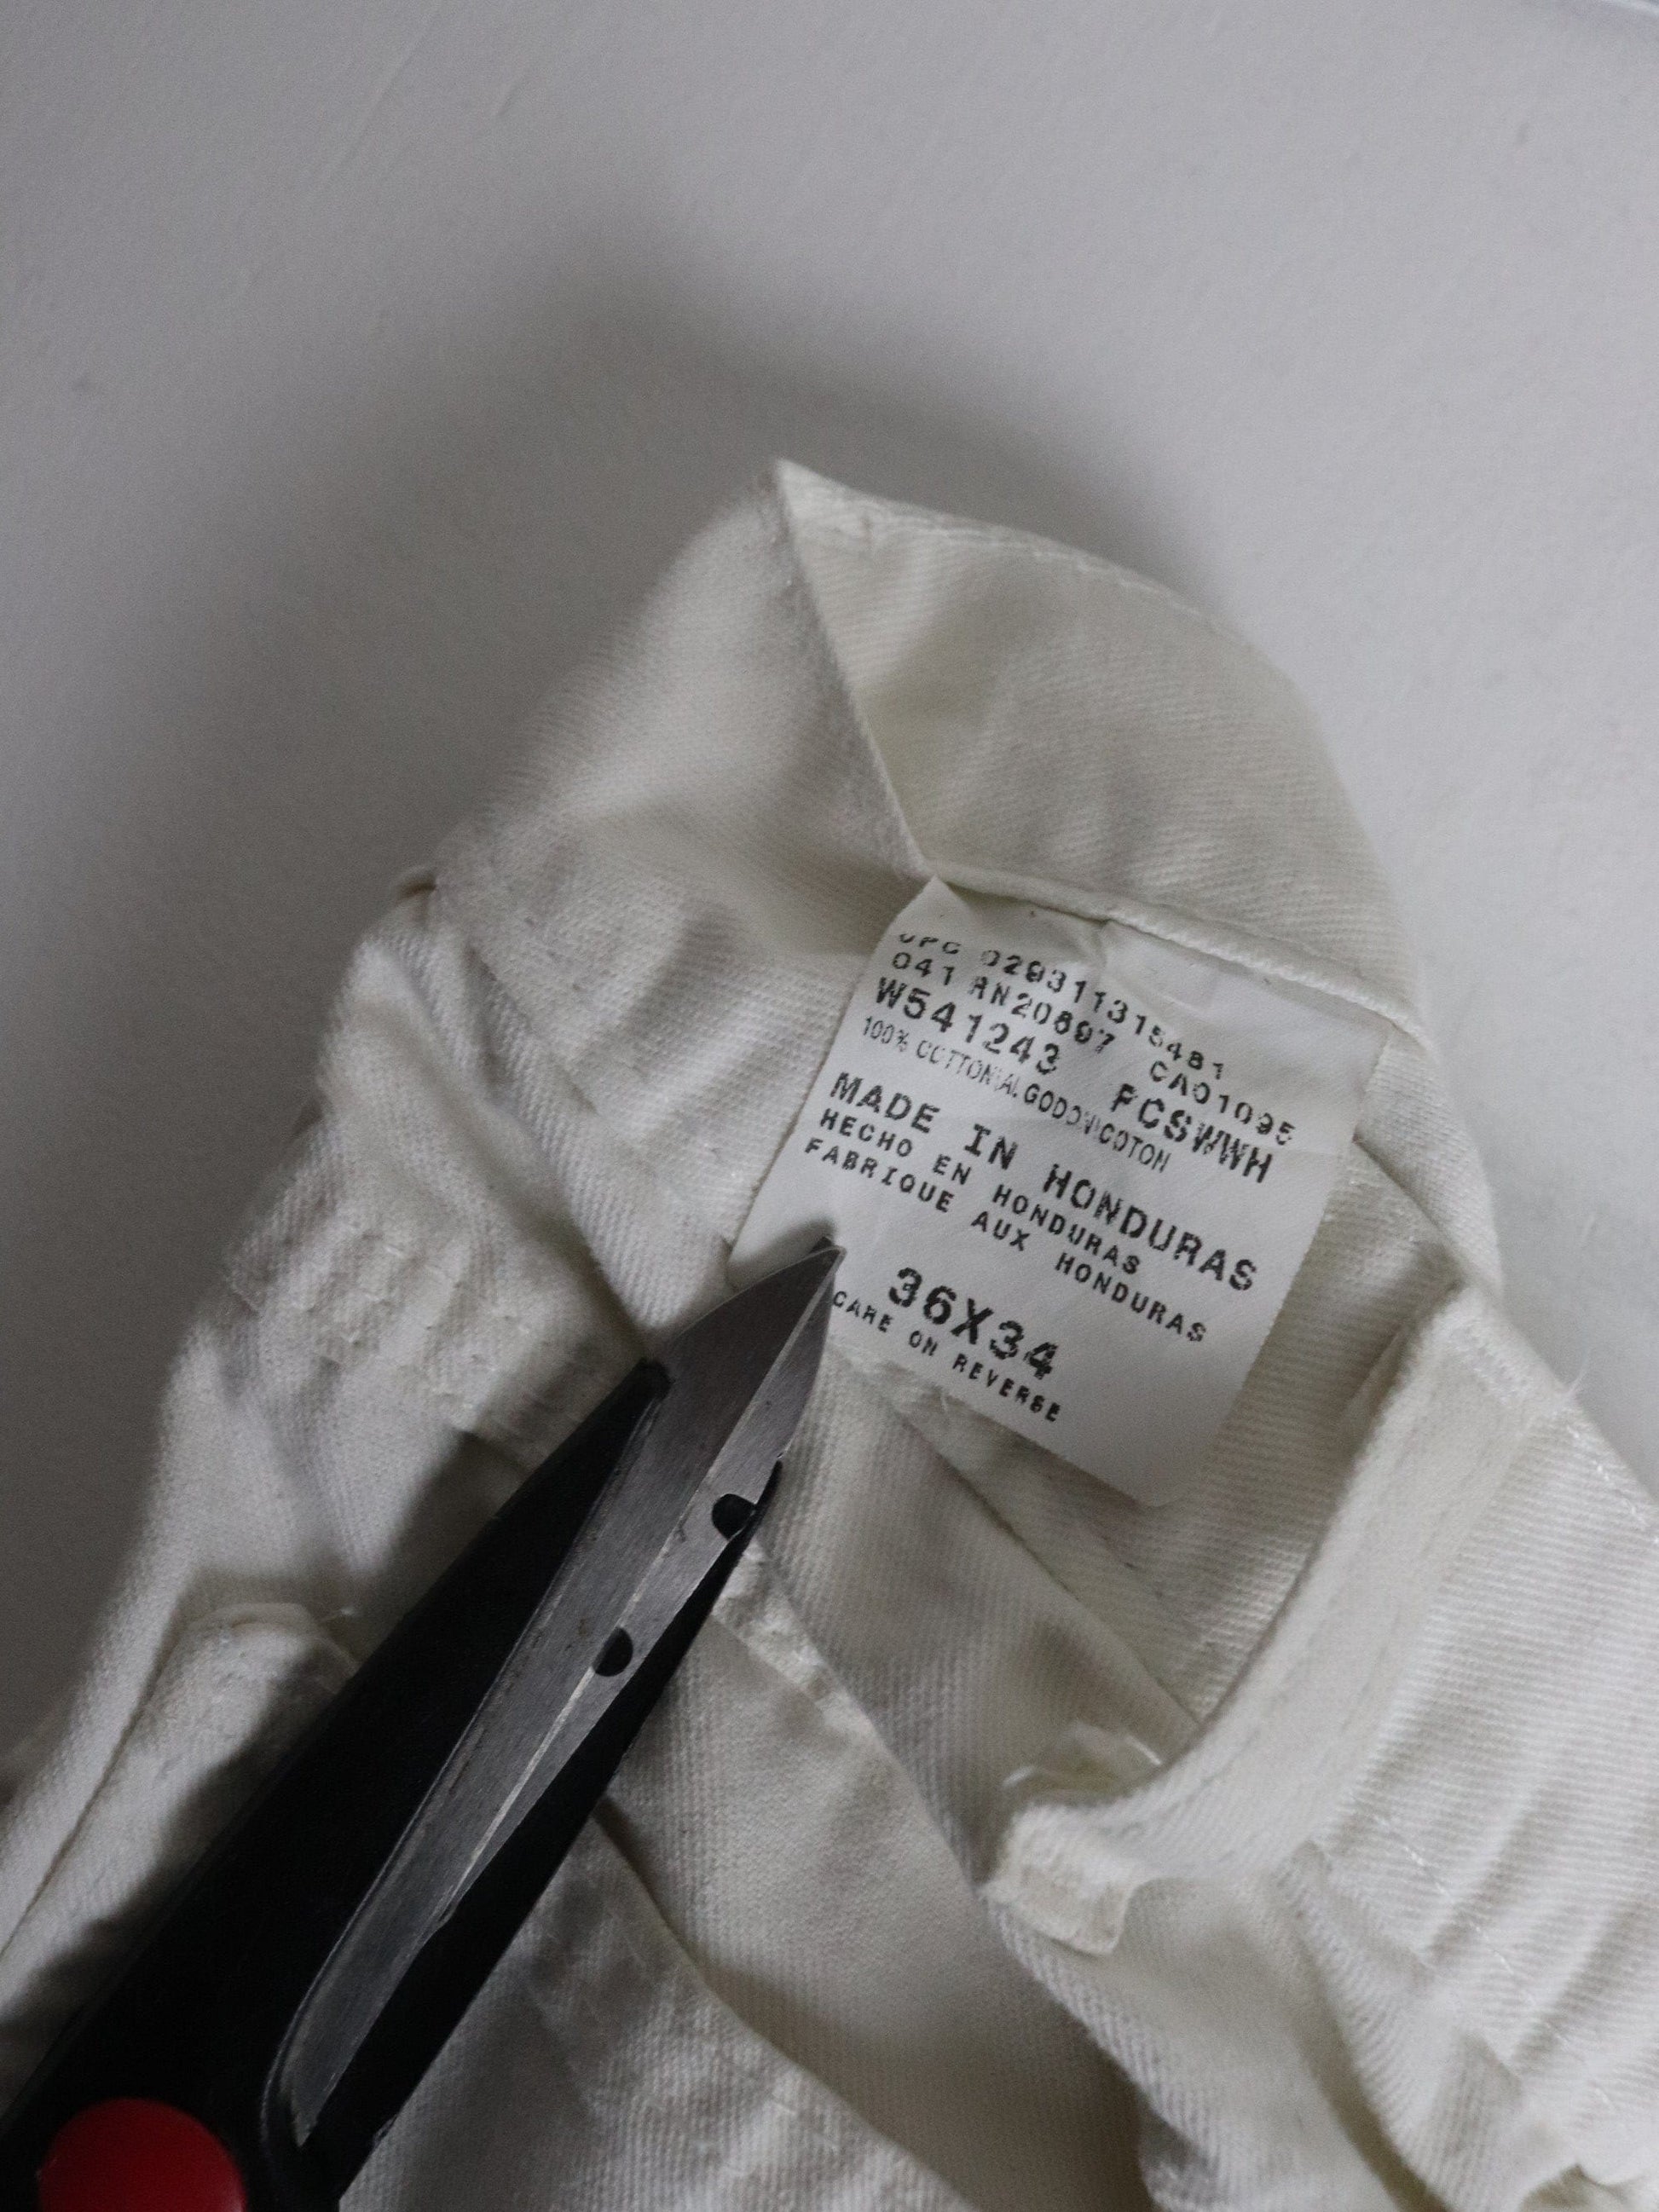 UPC 029311315481
041 RN20697 CA01095
W541243 FCSWWH
100% COTTON\ALGODON\COTON
MADE IN HONDURAS
HECHO EN HONDURAS
FABRIQUE AUX HONDURAS
36X34
CARE ON REVERSE